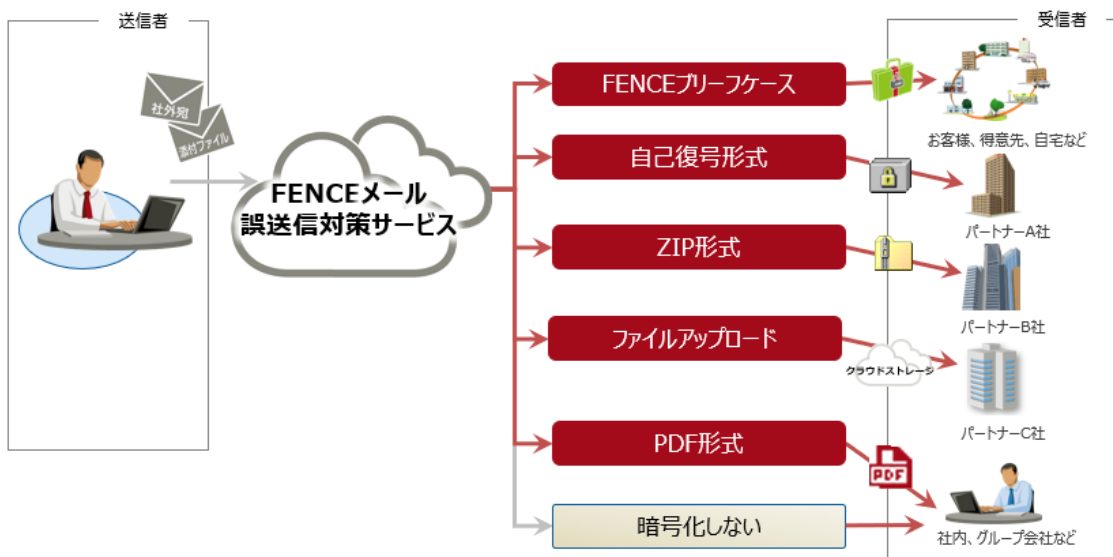 送信者
受信者
社外宛
添付ファイル
FENCEメール
誤送信対策サービス
FENCEブリーフケース
お客様、得意先、自宅など
自己復号形式
パートナーA社
ZIP形式
パートナーB社
ファイルアップロード
クラウドストレージ
パートナーC社
PDF形式
PDF
暗号化しない
社内、グループ会社など